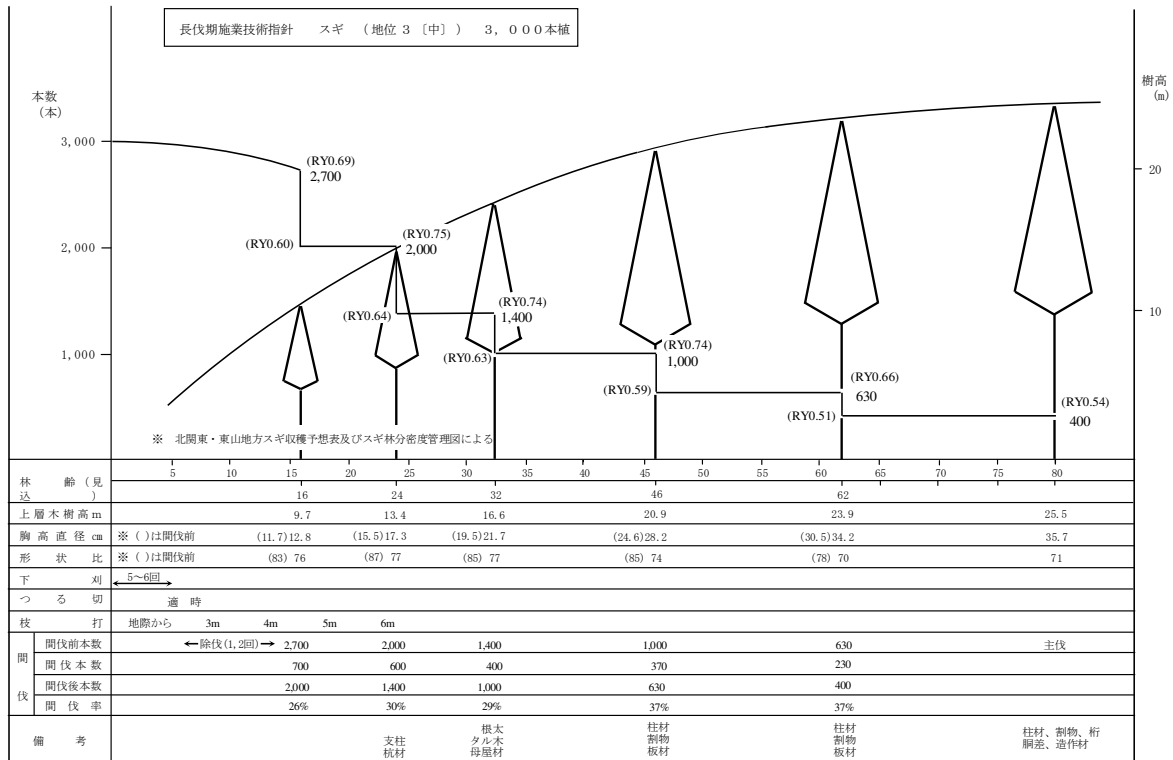 長伐期施業技術指針　　スギ　（地位 3 〔中〕）　3, 000本植
本数
（本）
樹高
(m)
3,000
2,000
1,000
20
10
(RY0.69)
2,700
(RY0.60)
(RY0.75)
2,000
(RY0.64)
(RY0.74)
1,400
(RY0.63)
(RY0.74)
1,000
(RY0.59)
(RY0.66)
630
(RY0.51)
(RY0.54)
400
※　北関東・東山地方スギ収穫予想表及びスギ林分密度管理図による
5 10 15 20 25 30 35 40 45 50 55 60 65 70 75 80
林　　齢（見込　　　　）
16 24 32 46 62
上層木樹高m 9.7 13.4 16.6 20.9 23.9 25.5
胸高直径 ㎝ ※（ )は間伐前 (11.7)12.8 (15.5)17.3 (19.5)21.7 (24.6)28.2 (30.5)34.2 35.7
形　状　比 ※（ )は間伐前 (83) 76 (87) 77 (85) 77 (85) 74 (78) 70 71
下　　　刈 5～6回
つ　る　切 適　時
枝　　　打 地際から 3m 4m 5m 6m
間　伐
間伐前本数 除伐(1, 2回) 2,700 2,000 1,400 1,000 630 主伐
間伐本数 700 600 400 370 230
間伐後本数 2,000 1,400 1,000 630 400
間伐率 26% 30% 29% 37% 37%
備　　考
支柱
杭材
根太
タル木
母屋材
柱材
割物
板材
柱材
割物
板材
柱材、割物、桁
胴差、造作材